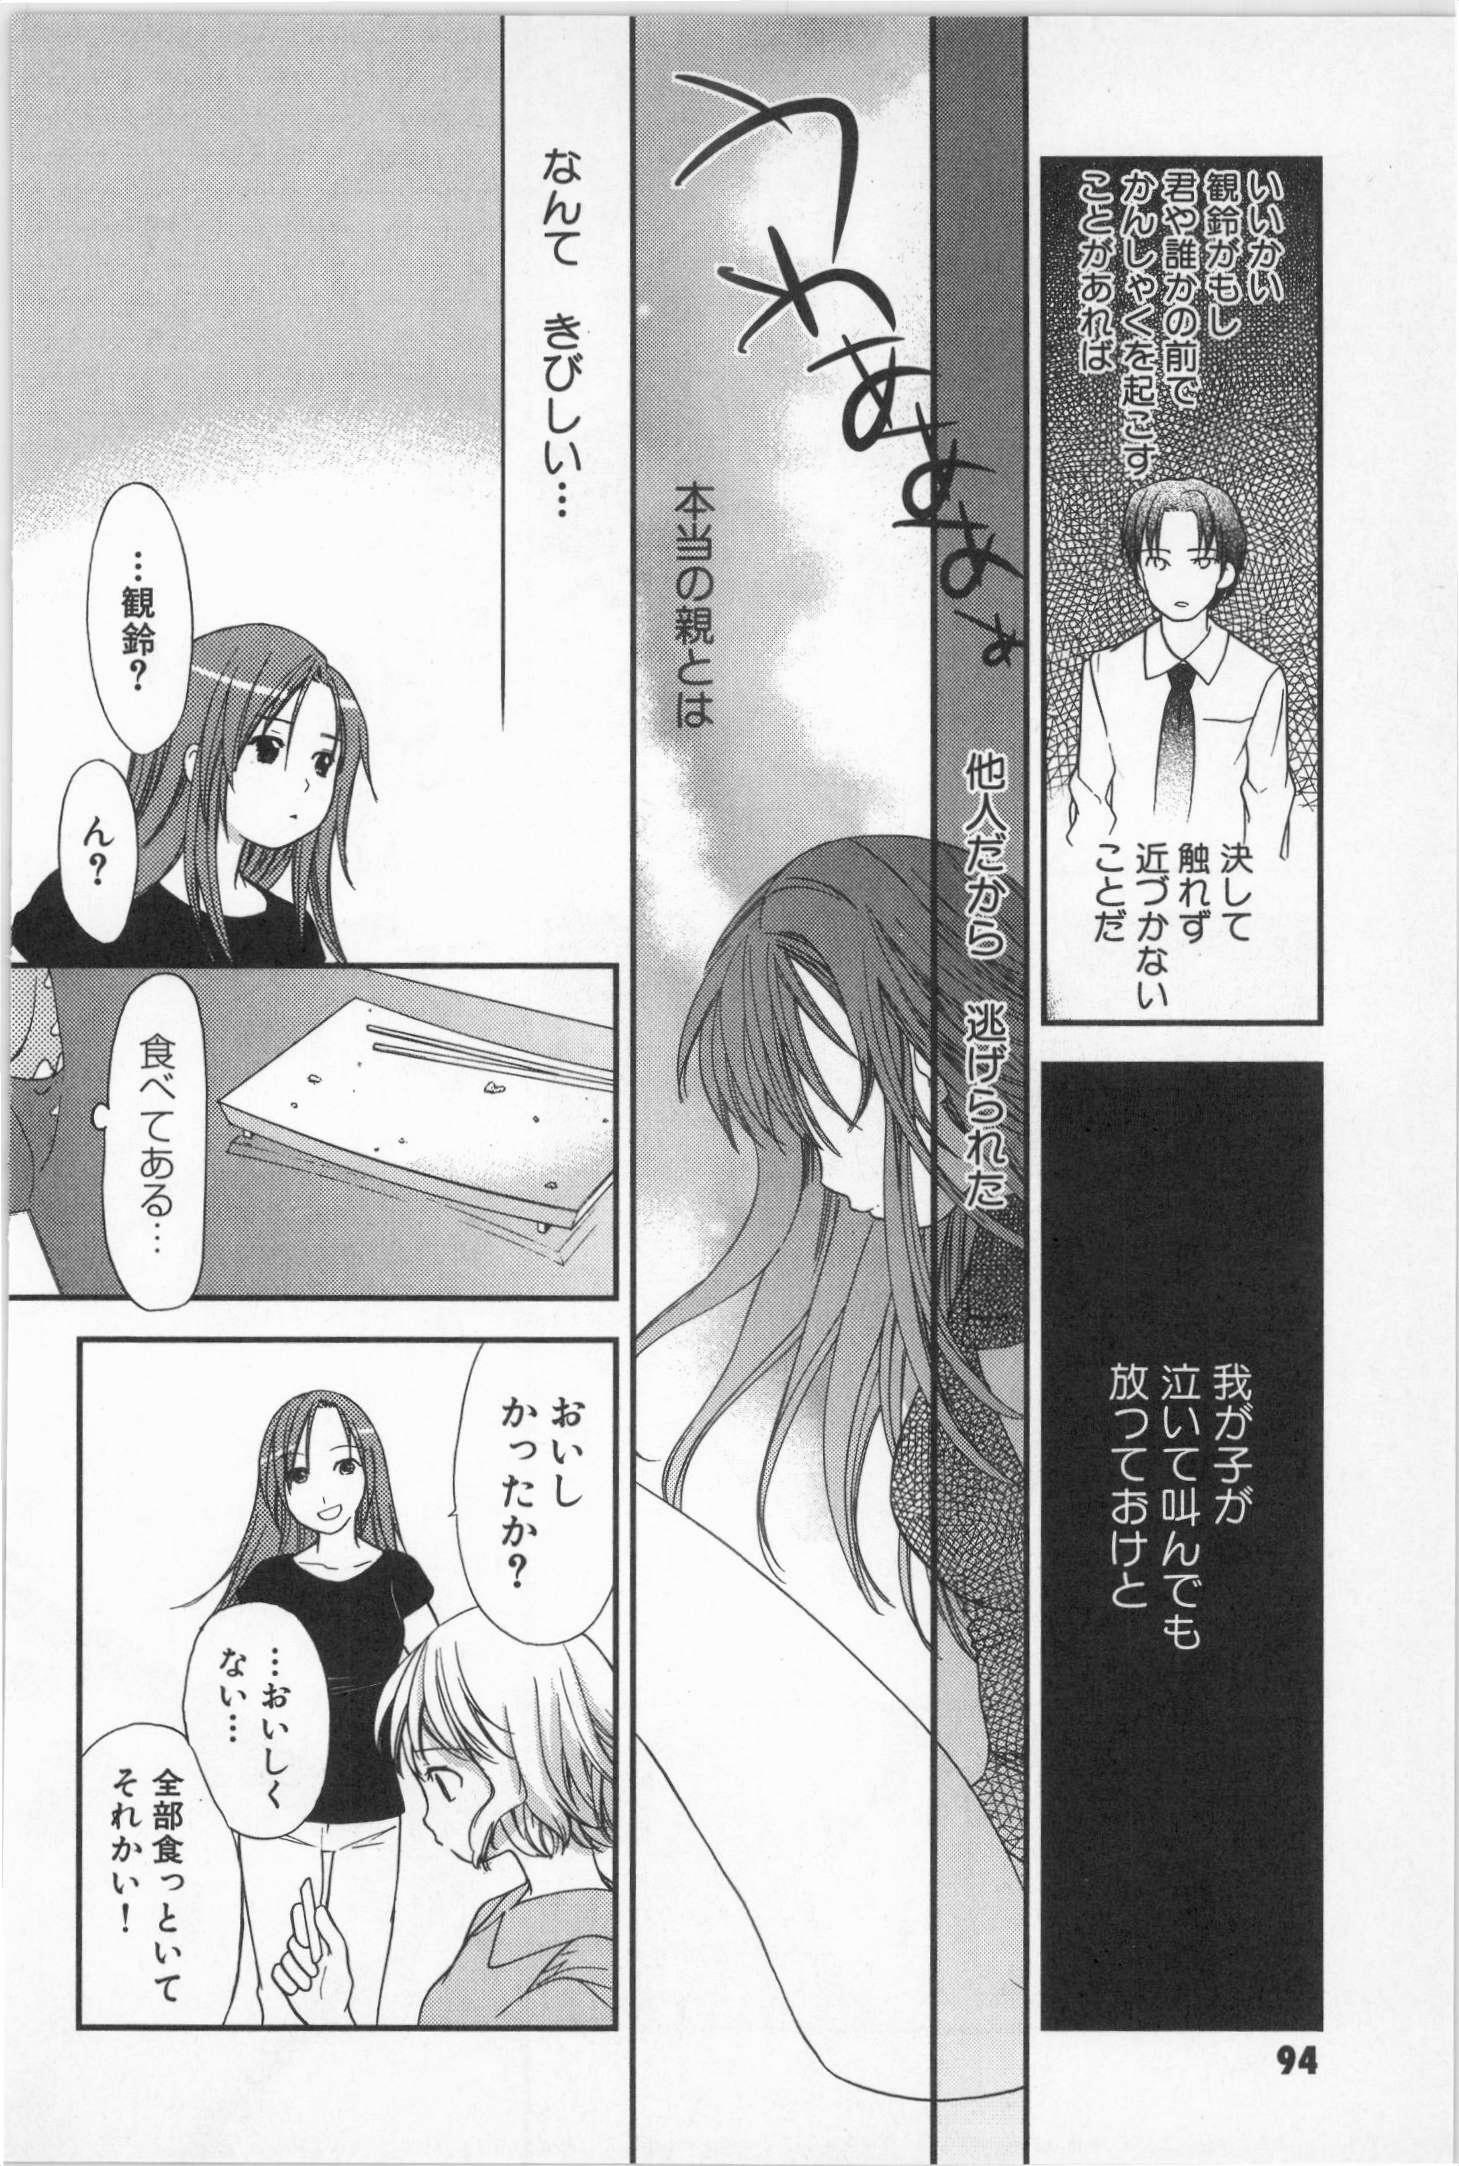 いいかい
観鈴がもし
君や誰かの前で
かんしゃくを起こす
ことがあれば
決して
触れず
近づかない
ことだ
我が子が
泣いて叫んでも
放っておけと
うわああああぁ
他人だから 逃げられた
本当の親とは
なんて きびしい…
…観鈴?
ん?
食べてある…
おいし
かったか?
…おいしく
ない…
全部食っといて
それかい!
94